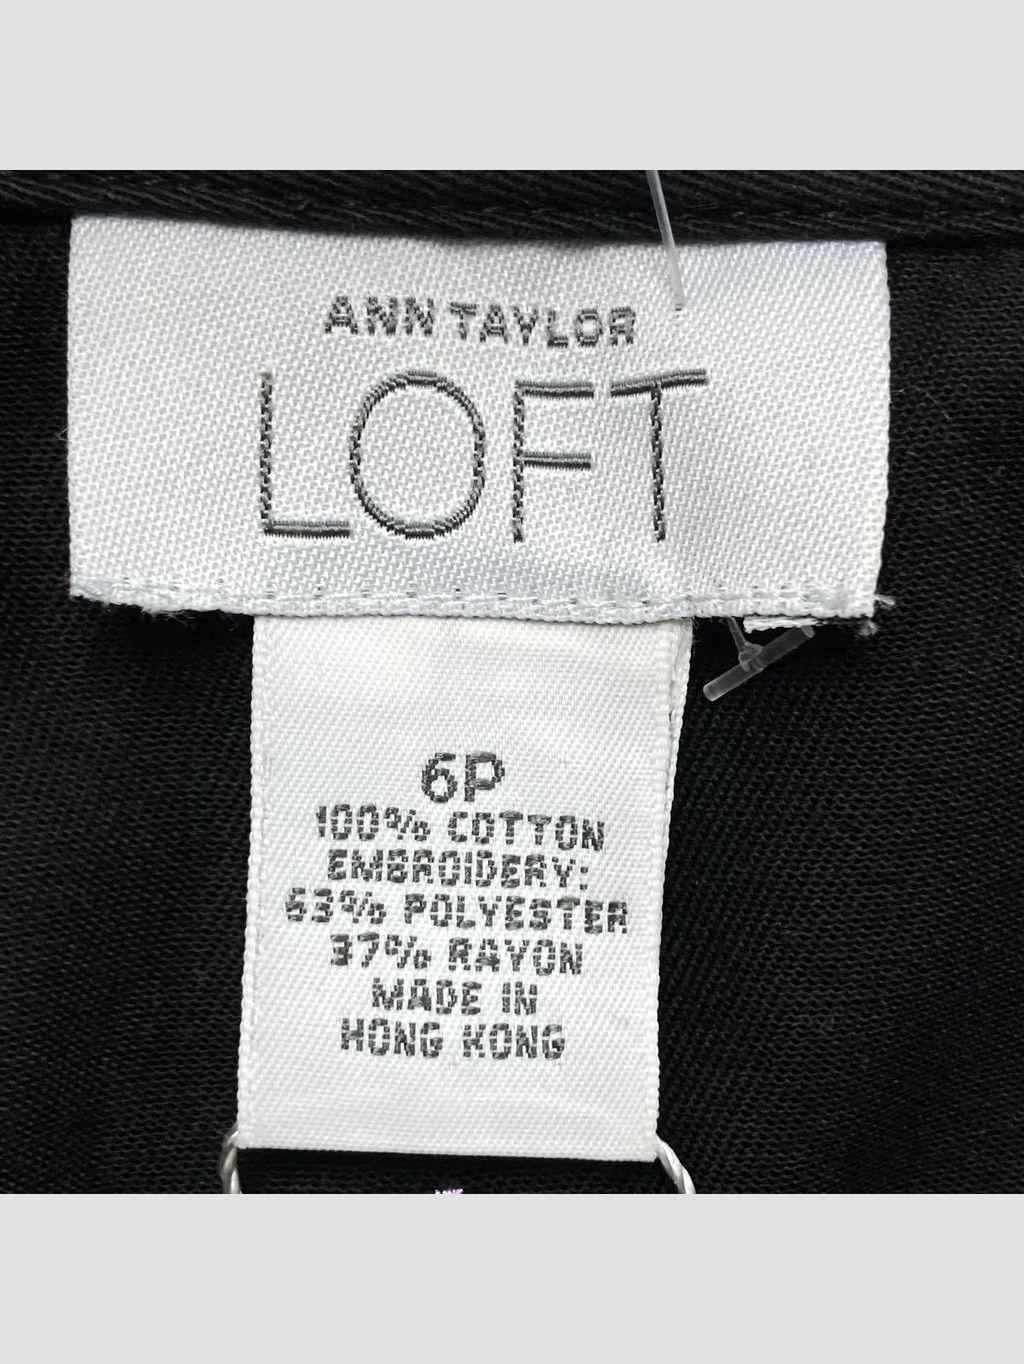 ANN TAYLOR
LOFT
6P
100% COTTON
EMBROIDERY:
63% POLYESTER
37% RAYON
MADE IN
HONG KONG